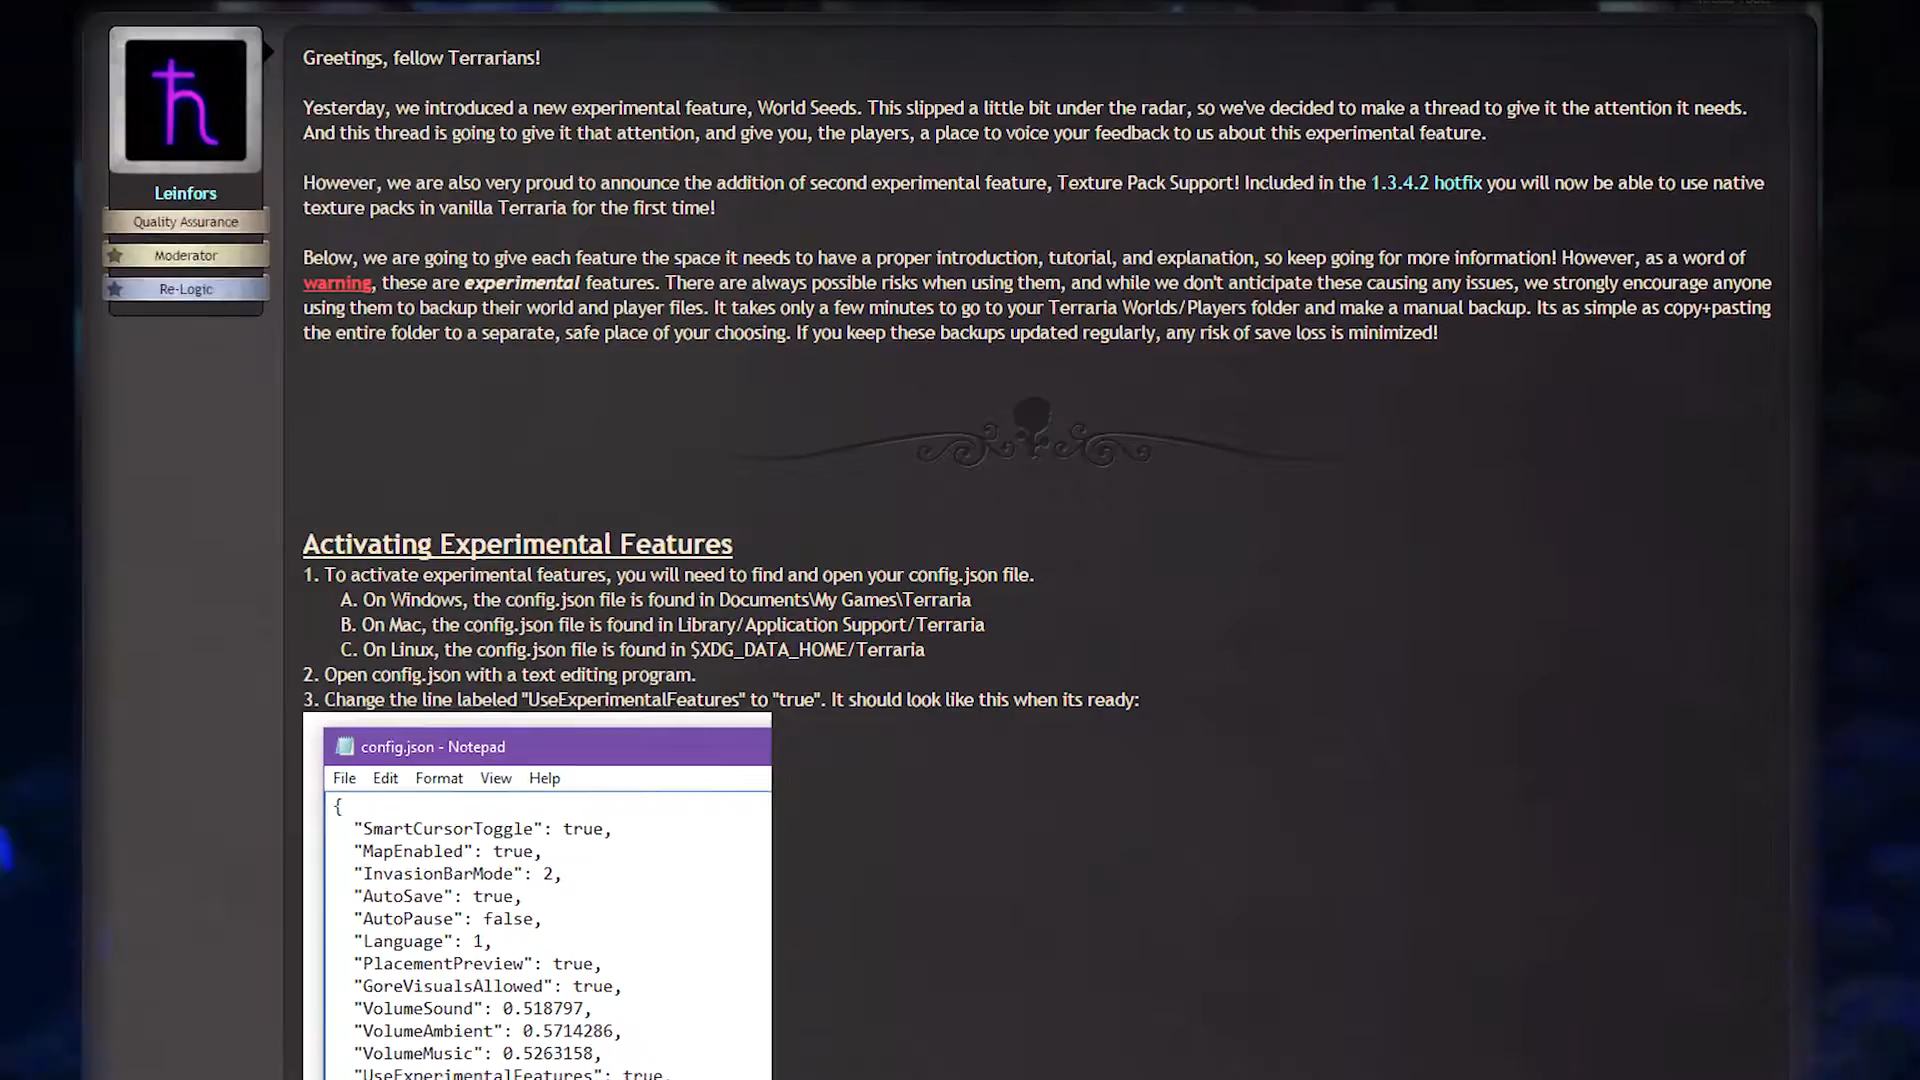 Greetings, fellow Terrarians!
Yesterday, we introduced a new experimental feature, World Seeds. This slipped a little bit under the radar, so we've decided to make a thread to give it the attention it needs.
And this thread is going to give it that attention, and give you, the players, a place to voice your feedback to us about this experimental feature.
Leinfors
Quality Assurance
Moderator
Re-Logic
However, we are also very proud to announce the addition of second experimental feature, Texture Pack Support! Included in the 1.3.4.2 hotfix you will now be able to use native
texture packs in vanilla Terraria for the first time!
Below, we are going to give each feature the space it needs to have a proper introduction, tutorial, and explanation, so keep going for more information! However, as a word of
warning, these are experimental features. There are always possible risks when using them, and while we don't anticipate these causing any issues, we strongly encourage anyone
using them to backup their world and player files. It takes only a few minutes to go to your Terraria Worlds/Players folder and make a manual backup. Its as simple as copy+pasting
the entire folder to a separate, safe place of your choosing. If you keep these backups updated regularly, any risk of save loss is minimized!
Activating Experimental Features
1. To activate experimental features, you will need to find and open your config.json file.
A. On Windows, the config.json file is found in Documents\My Games\Terraria
B. On Mac, the config.json file is found in Library/Application Support/Terraria
C. On Linux, the config.json file is found in $XDG_DATA_HOME/Terraria
2. Open config.json with a text editing program.
3. Change the line labeled "UseExperimentalFeatures" to "true". It should look like this when its ready:
config.json - Notepad
File Edit Format View Help
{
"SmartCursorToggle": true,
"MapEnabled": true,
"InvasionBarMode": 2,
"AutoSave": true,
"AutoPause": false,
"Language": 1,
"PlacementPreview": true,
"GoreVisualsAllowed": true,
"VolumeSound": 0.518797,
"VolumeAmbient": 0.5714286,
"VolumeMusic": 0.5263158,
"UseExperimentalFeatures": true,